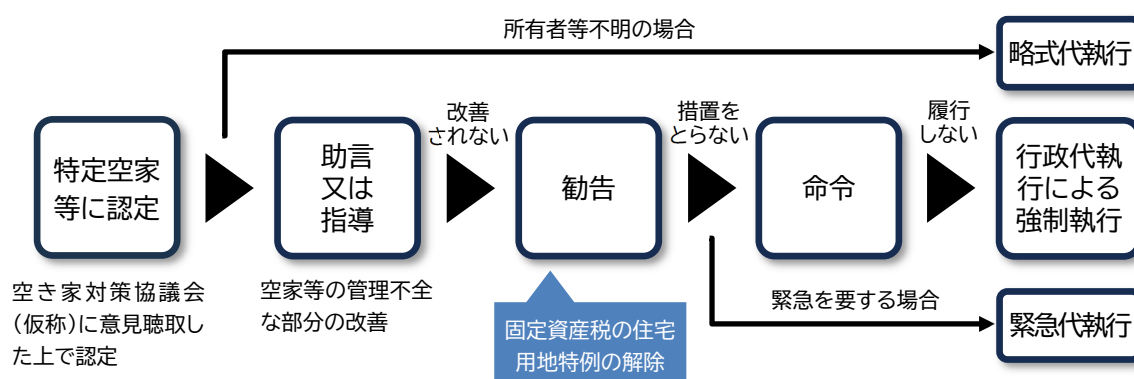 所有者等不明の場合
略式代執行
特定空家
等に認定
助言
又は
指導
改善
されない
勧告
措置を
とらない
命令
履行
しない
行政代執
行による
強制執行
空き家対策協議会
(仮称)に意見聴取し
た上で認定
空家等の管理不全
な部分の改善
固定資産税の住宅
用地特例の解除
緊急を要する場合
緊急代執行